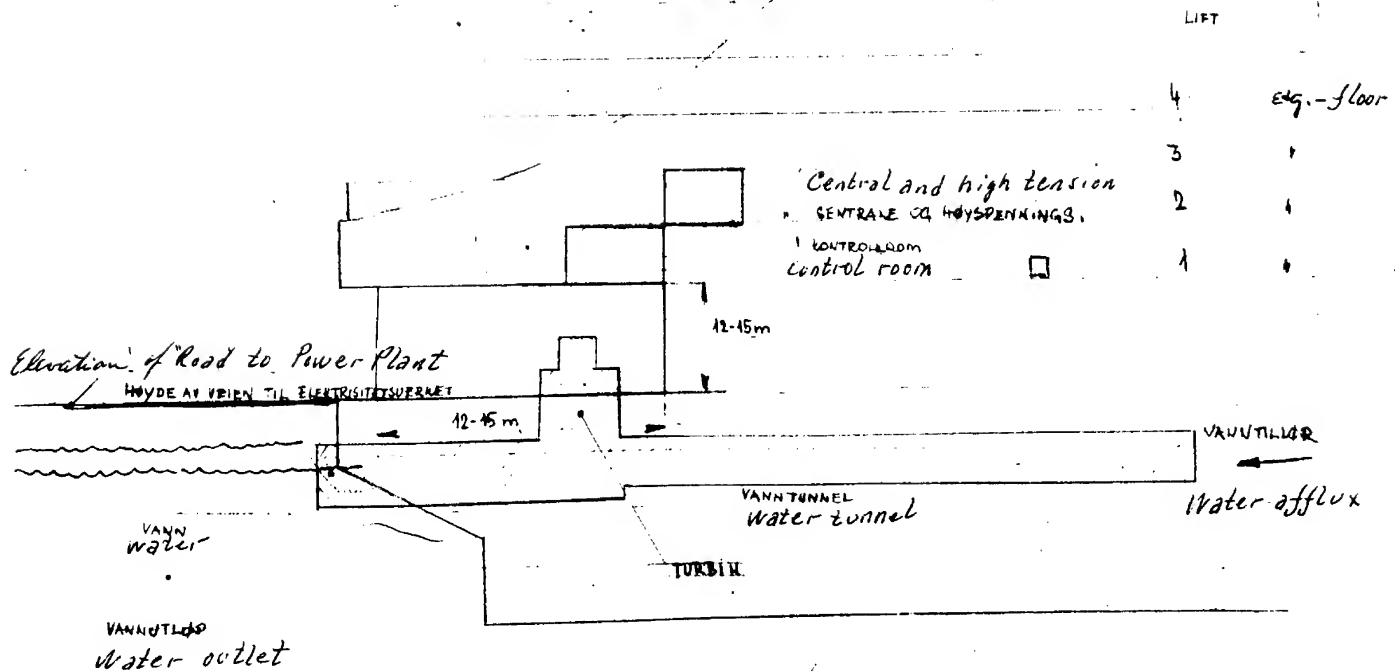 LIFT
4 Etg.-floor
3 "
Central and high tension
SENTRALE OG HØYSPENNINGS. 2 "
KONTROLLROOM
control room 1 "
12-15m
Elevation of Road to Power Plant
HØYDE AV VEIEN TIL ELEKTRISITETSVERKET
12-15 m
VANNTILLØP
Water afflux
VANNTUNNEL
Water tunnel
VANN
Water
TURBIN
VANNUTLØP
Water outlet